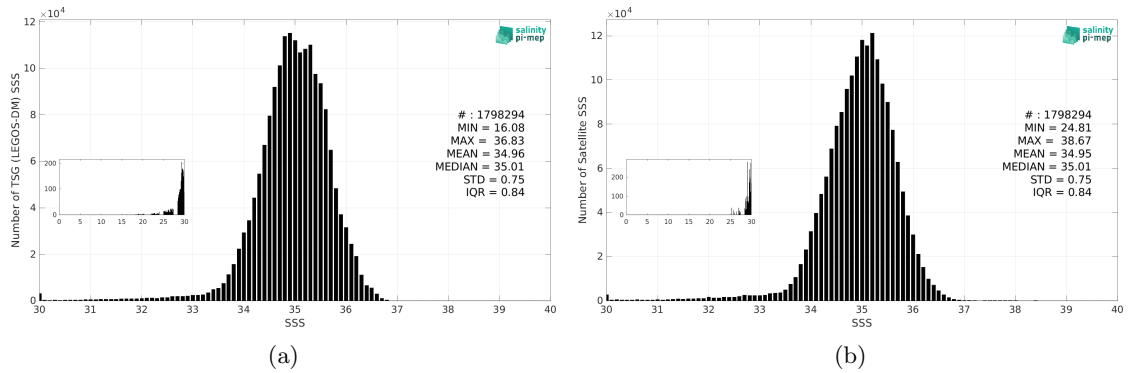 ×10⁴
12
10
8
6
4
2
0
Number of TSG (LEGOS-DM) SSS
salinity
pi-mep
# : 1798294
MIN = 16.08
MAX = 36.83
MEAN = 34.96
MEDIAN = 35.01
STD = 0.75
IQR = 0.84
200
100
0
0 5 10 15 20 25 30
30 31 32 33 34 35 36 37 38 39 40
SSS
(a)
×10⁴
12
10
8
6
4
2
0
Number of Satellite SSS
salinity
pi-mep
# : 1798294
MIN = 24.81
MAX = 38.67
MEAN = 34.95
MEDIAN = 35.01
STD = 0.75
IQR = 0.84
200
100
0
0 5 10 15 20 25 30
30 31 32 33 34 35 36 37 38 39 40
SSS
(b)